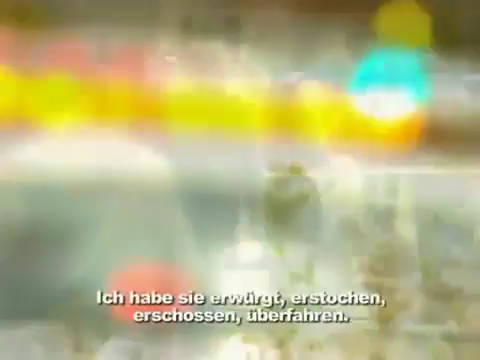 Ich habe sie erwürgt, erstochen,
erschossen, überfahren.